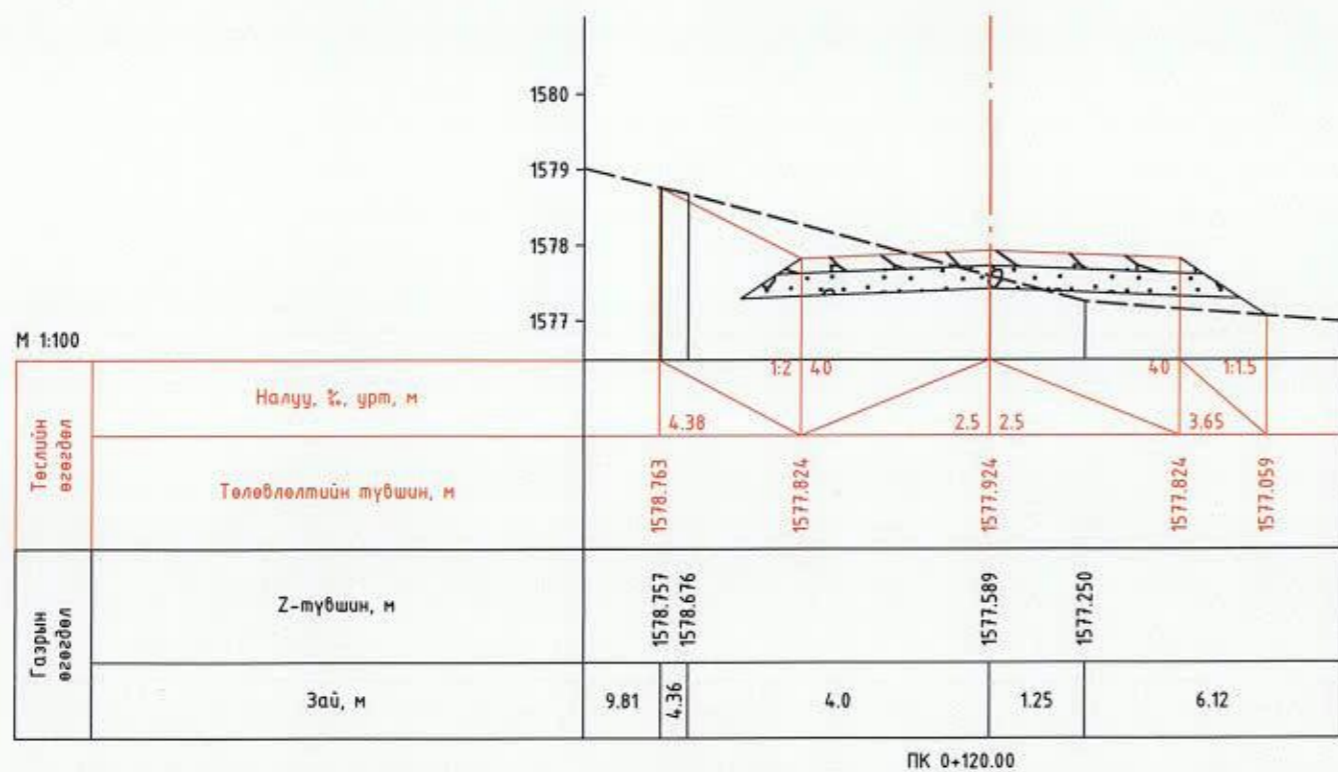 1580
1579
1578
1577
М 1:100
Төслийн
өгөгдөл
Налуу, ‰, урт, м
1:2 40 40 1:1.5
4.38 2.5 2.5 3.65
Төлөвлөлтийн түвшин, м
1578.763 1577.824 1577.924 1577.824 1577.059
Газрын
өгөгдөл
Z-түвшин, м
1578.757 1578.676 1577.589 1577.250
Зай, м
9.81 4.36 4.0 1.25 6.12
ПК 0+120.00